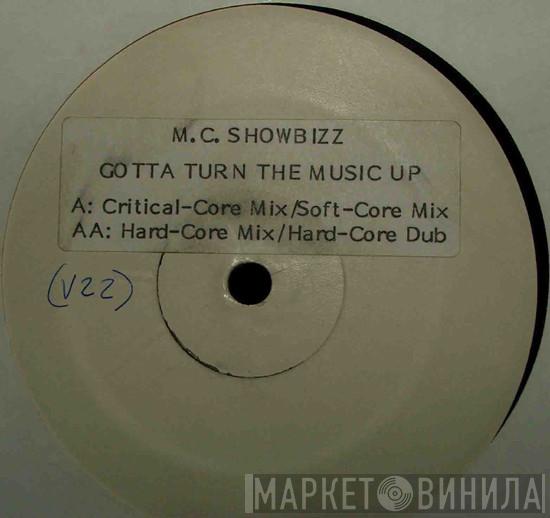 M.C. SHOWBIZZ
GOTTA TURN THE MUSIC UP
A: Critical-Core Mix/Soft-Core Mix
AA: Hard-Core Mix/Hard-Core Dub
(V22)
МАРКЕТ ВИНИЛА